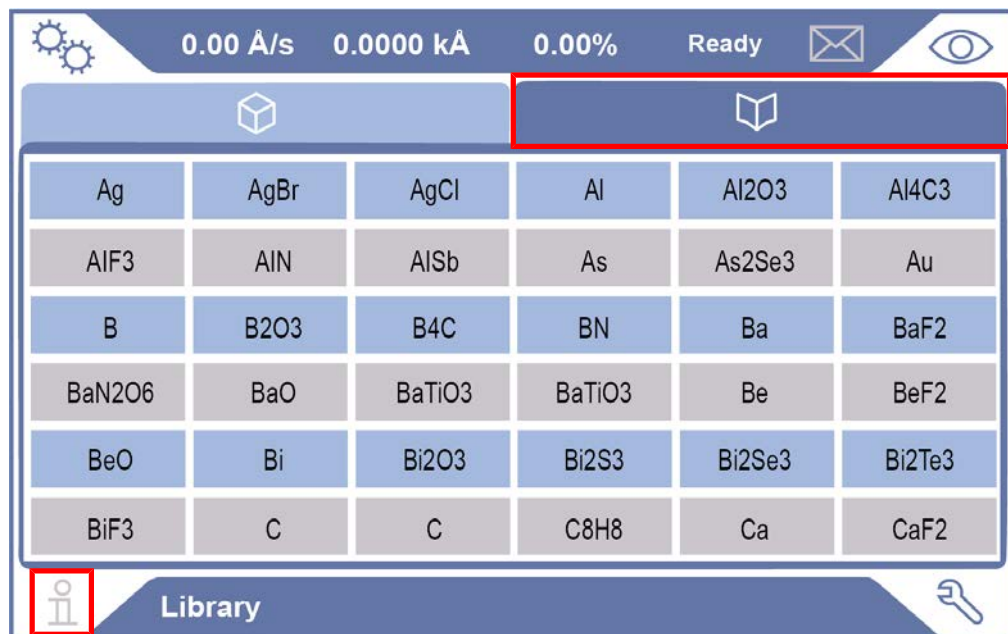 0.00 Å/s 0.0000 kÅ 0.00% Ready
Ag AgBr AgCl Al Al2O3 Al4C3
AlF3 AlN AlSb As As2Se3 Au
B B2O3 B4C BN Ba BaF2
BaN2O6 BaO BaTiO3 BaTiO3 Be BeF2
BeO Bi Bi2O3 Bi2S3 Bi2Se3 Bi2Te3
BiF3 C C C8H8 Ca CaF2
Library